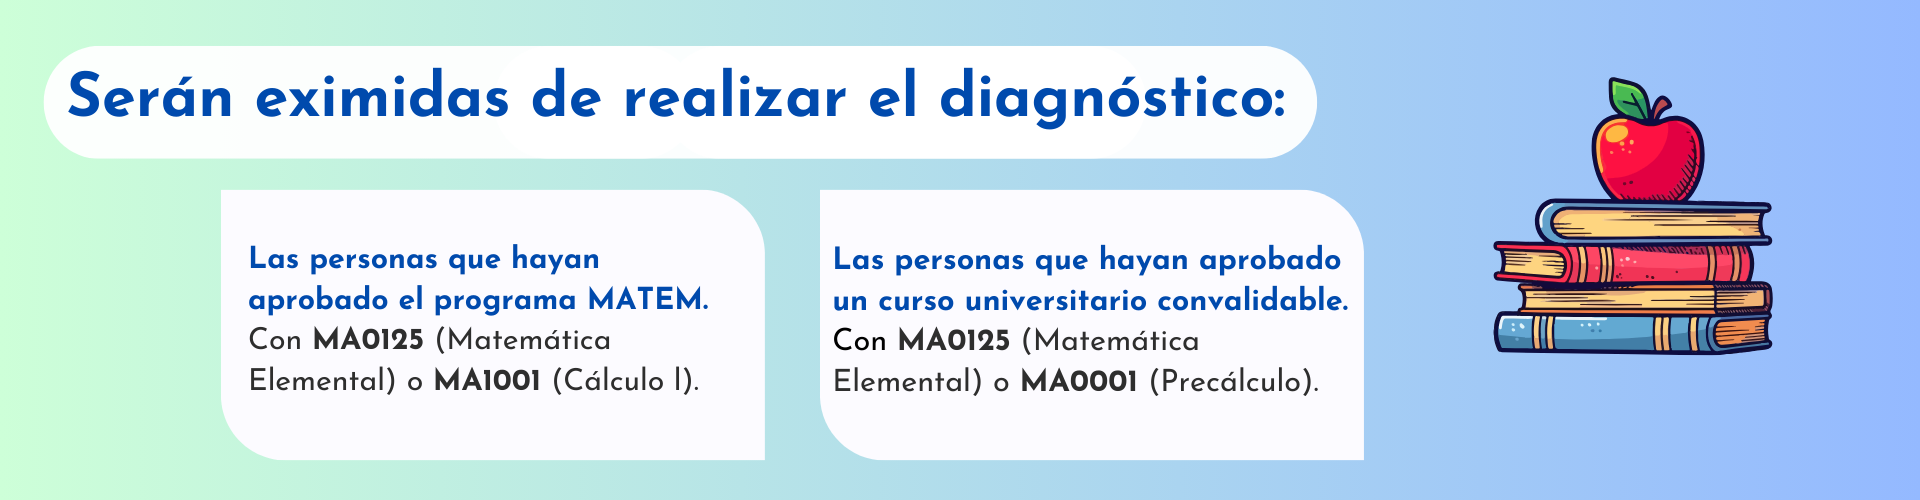 Serán eximidas de realizar el diagnóstico:
Las personas que hayan
aprobado el programa MATEM.
Con MA0125 (Matemática
Elemental) o MA1001 (Cálculo l).
Las personas que hayan aprobado
un curso universitario convalidable.
Con MA0125 (Matemática
Elemental) o MA0001 (Precálculo).